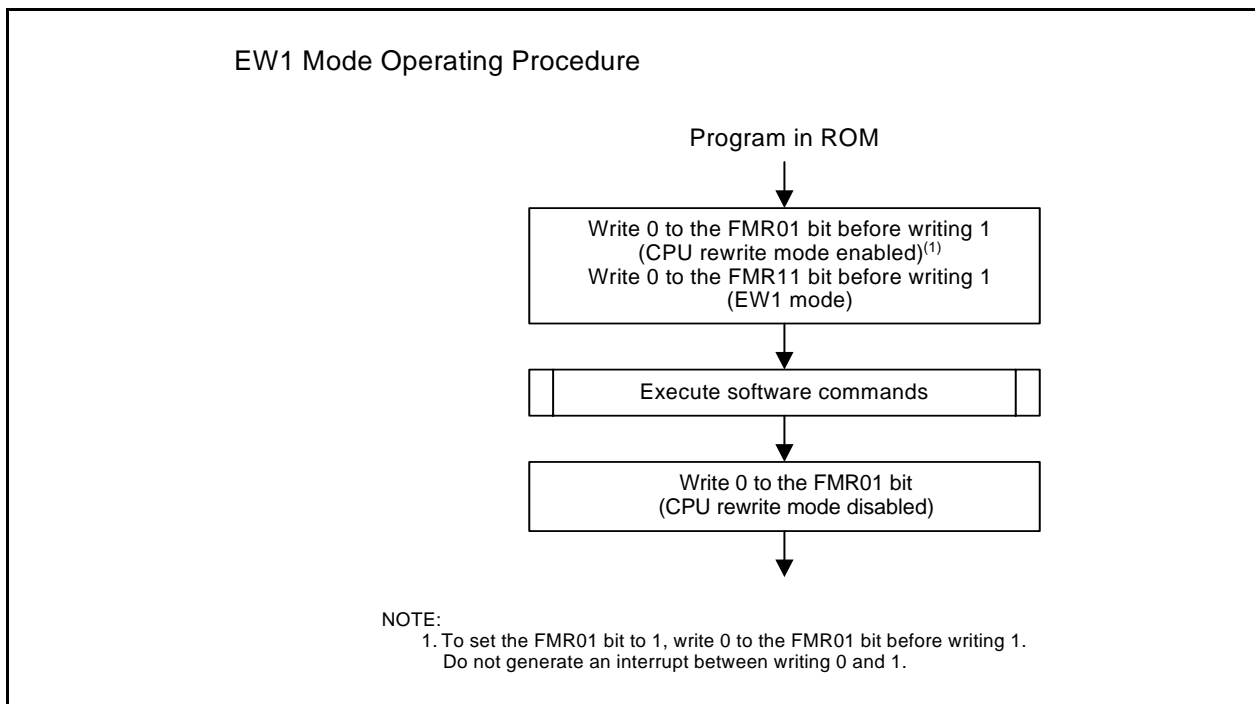 EW1 Mode Operating Procedure
Program in ROM
Write 0 to the FMR01 bit before writing 1
(CPU rewrite mode enabled)(1)
Write 0 to the FMR11 bit before writing 1
(EW1 mode)
Execute software commands
Write 0 to the FMR01 bit
(CPU rewrite mode disabled)
NOTE:
1. To set the FMR01 bit to 1, write 0 to the FMR01 bit before writing 1.
Do not generate an interrupt between writing 0 and 1.